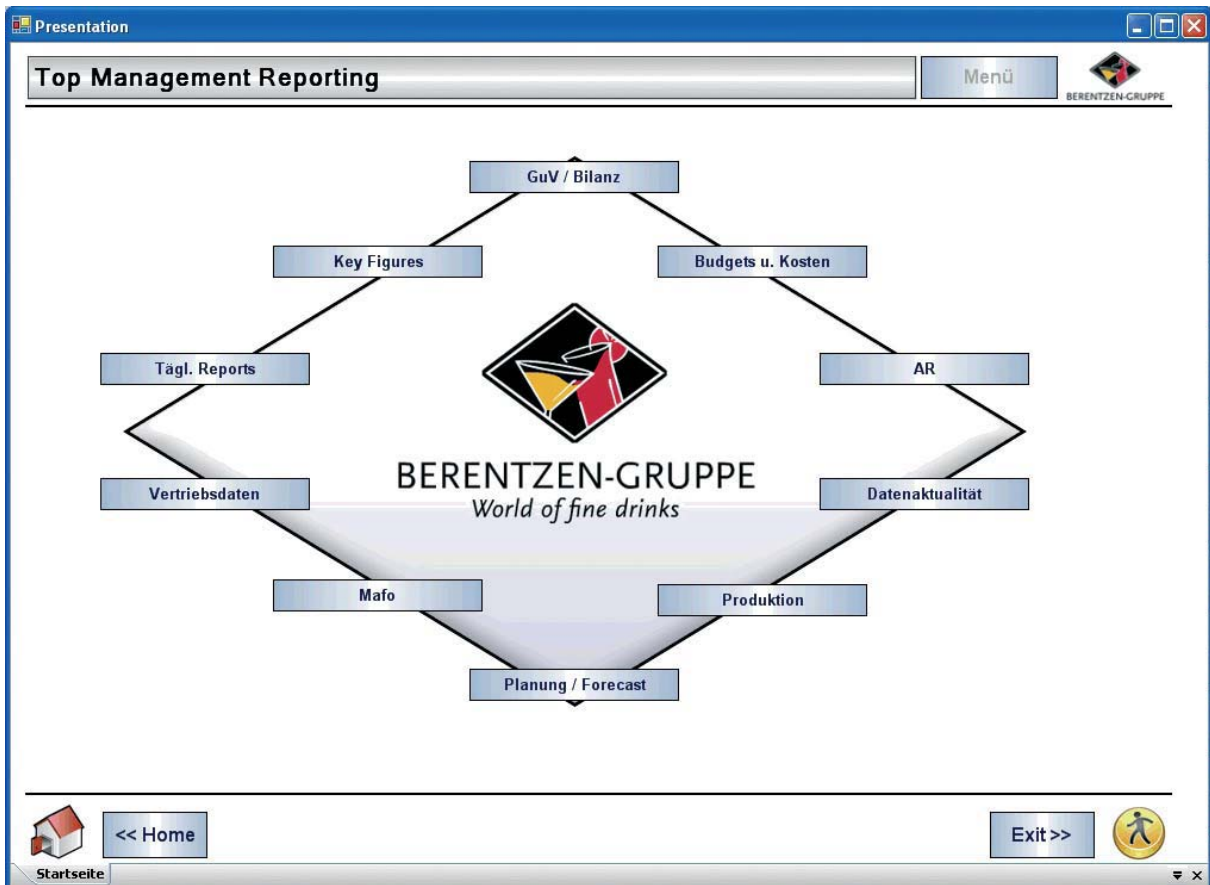 Presentation
Top Management Reporting
Menü
BERENTZEN-GRUPPE
GuV / Bilanz
Key Figures
Budgets u. Kosten
Tägl. Reports
AR
BERENTZEN-GRUPPE
World of fine drinks
Vertriebsdaten
Datenaktualität
Mafo
Produktion
Planung / Forecast
<< Home
Exit >>
Startseite